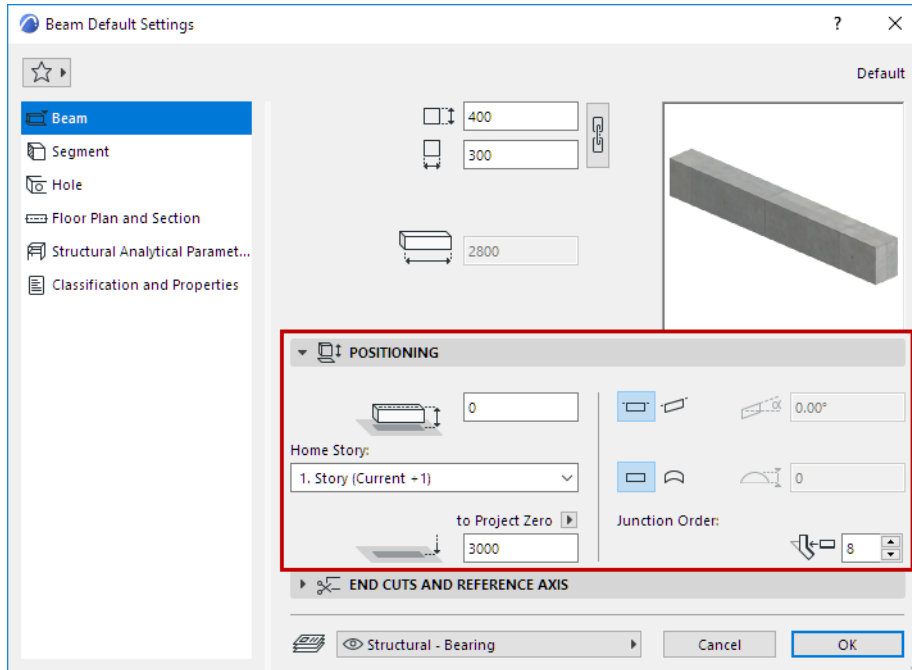 Beam Default Settings
?
Default
Beam
Segment
Hole
Floor Plan and Section
Structural Analytical Paramet...
Classification and Properties
400
300
2800
POSITIONING
0
Home Story:
1. Story (Current +1)
to Project Zero
3000
α
0.00°
0
Junction Order:
8
END CUTS AND REFERENCE AXIS
Structural - Bearing
Cancel
OK